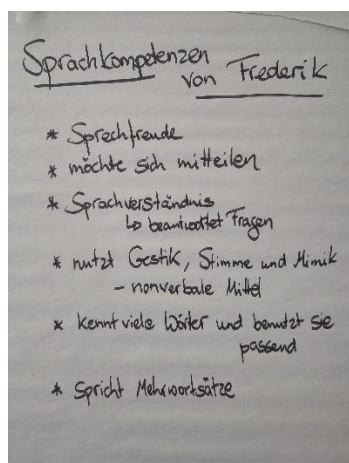 Sprachkompetenzen
von Frederik
* Sprechfreude
* möchte sich mitteilen
* Sprachverständnis
↳ beantwortet Fragen
* nutzt Gestik, Stimme und Mimik
- nonverbale Mittel
* kennt viele Wörter und benutzt sie
passend
* spricht Mehrwortsätze